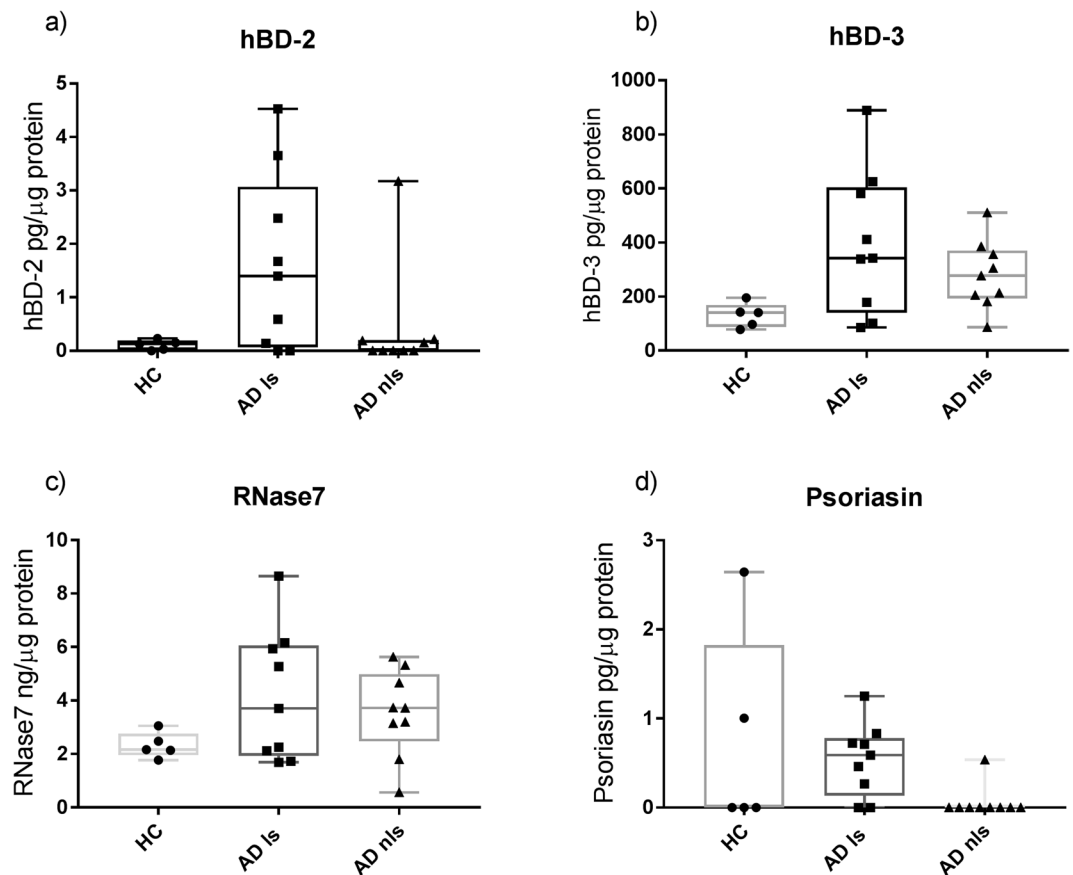 a)
hBD-2
hBD-2 pg/μg protein
5
4
3
2
1
0
HC
AD ls
AD nls
b)
hBD-3
hBD-3 pg/μg protein
1000
800
600
400
200
0
HC
AD ls
AD nls
c)
RNase7
RNase7 ng/μg protein
10
8
6
4
2
0
HC
AD ls
AD nls
d)
Psoriasin
Psoriasin pg/μg protein
3
2
1
0
HC
AD ls
AD nls